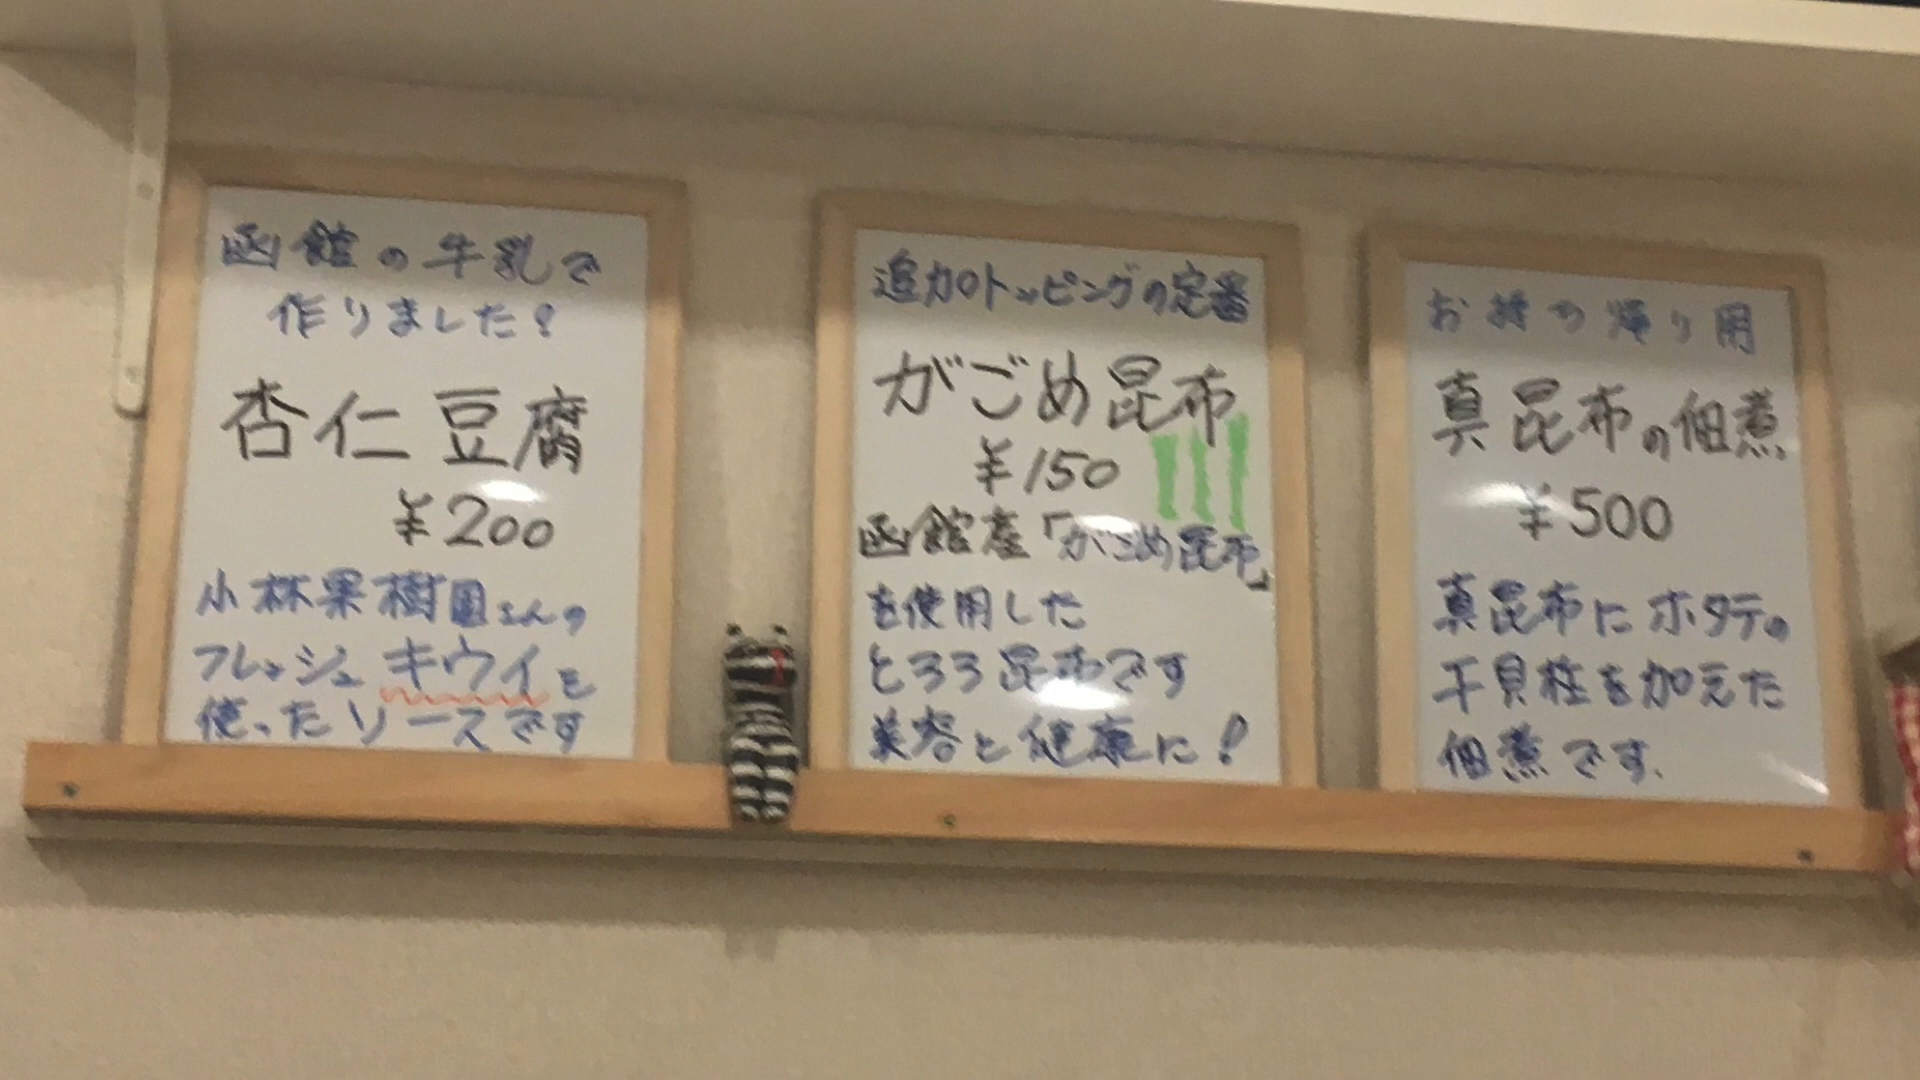 函館の牛乳で
作りました!
杏仁豆腐
¥200
小林果樹園さんの
フレッシュキウイを
使ったソースです
追加トッピングの定番
がごめ昆布
¥150
函館産「がごめ昆布」
を使用した
とろろ昆布です
美容と健康に!
お持ち帰り用
真昆布の佃煮
¥500
真昆布にホタテの
干貝柱を加えた
佃煮です.